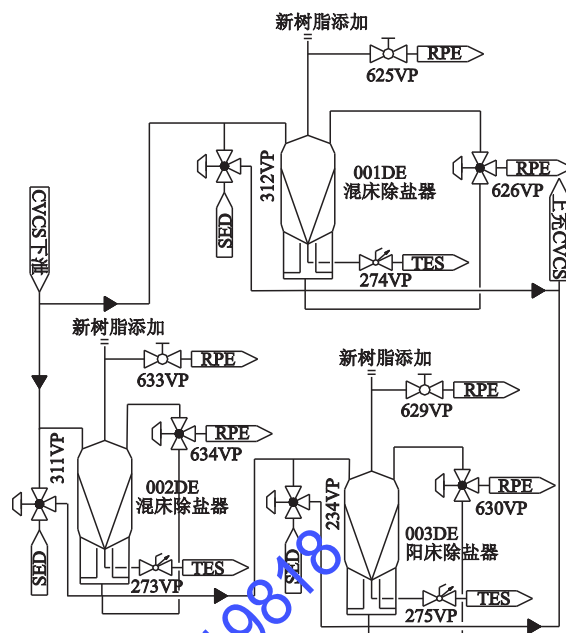 新树脂添加
RPE
625VP
312VP
001DE
混床除盐器
RPE
626VP
SED
CVCS下泄
上充CVCS
TES
274VP
新树脂添加
RPE
633VP
新树脂添加
RPE
629VP
311VP
RPE
634VP
002DE
混床除盐器
234VP
RPE
630VP
003DE
阳床除盐器
SED
TES
273VP
SED
TES
275VP
19818